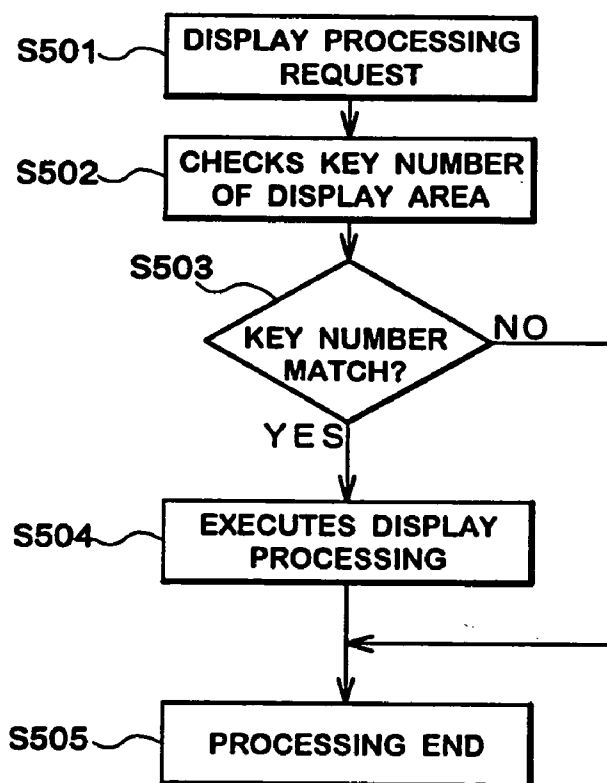 S501
DISPLAY PROCESSING
REQUEST
S502
CHECKS KEY NUMBER
OF DISPLAY AREA
S503
KEY NUMBER
MATCH?
NO
YES
S504
EXECUTES DISPLAY
PROCESSING
S505
PROCESSING END